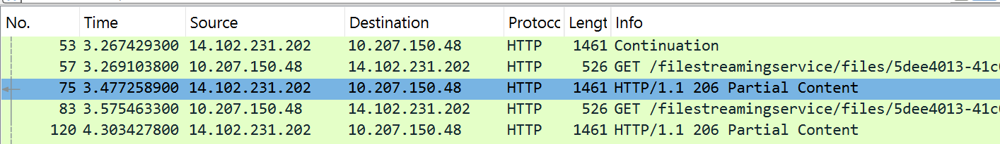 No. Time Source Destination Protocc Lengt Info
53 3.267429300 14.102.231.202 10.207.150.48 HTTP 1461 Continuation
57 3.269103800 10.207.150.48 14.102.231.202 HTTP 526 GET /filestreamingservice/files/5dee4013-41c
75 3.477258900 14.102.231.202 10.207.150.48 HTTP 1461 HTTP/1.1 206 Partial Content
83 3.575463300 10.207.150.48 14.102.231.202 HTTP 526 GET /filestreamingservice/files/5dee4013-41c
120 4.303427800 14.102.231.202 10.207.150.48 HTTP 1461 HTTP/1.1 206 Partial Content